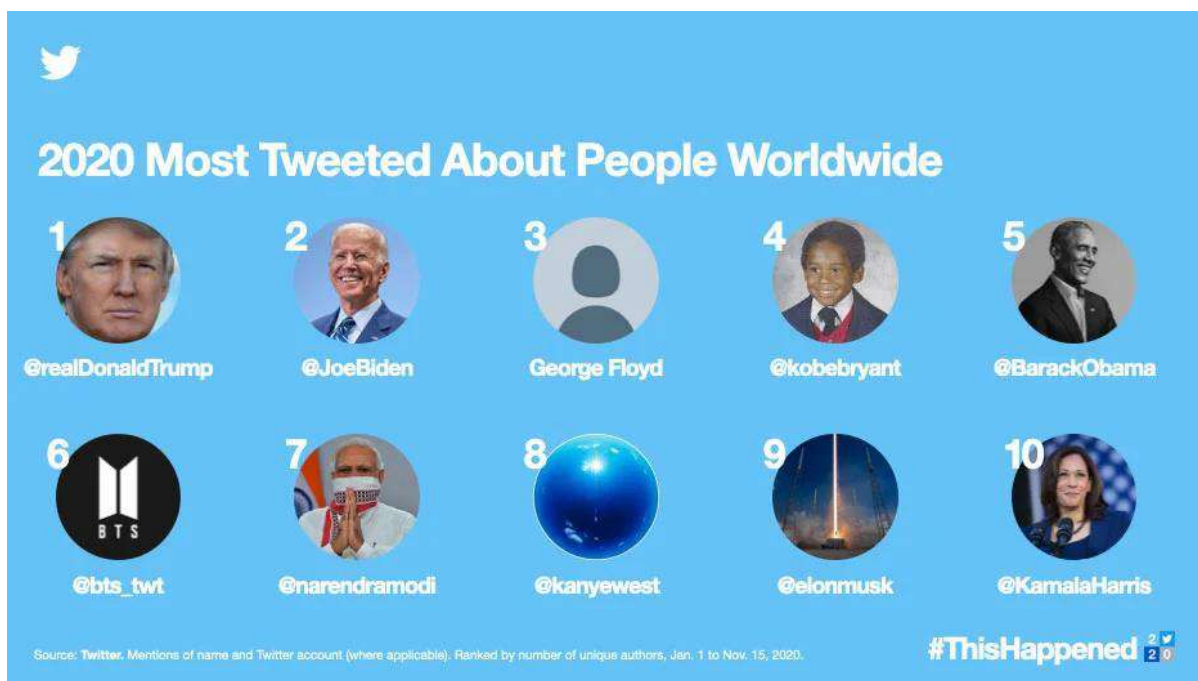 2020 Most Tweeted About People Worldwide
1 2 3 4 5
@realDonaldTrump @JoeBiden George Floyd @kobebryant @BarackObama
6 7 8 9 10
BTS
@bts_twt @narendramodi @kanyewest @elonmusk @KamalaHarris
Source: Twitter. Mentions of name and Twitter account (where applicable). Ranked by number of unique authors, Jan. 1 to Nov. 15, 2020.
#ThisHappened 2
2 0